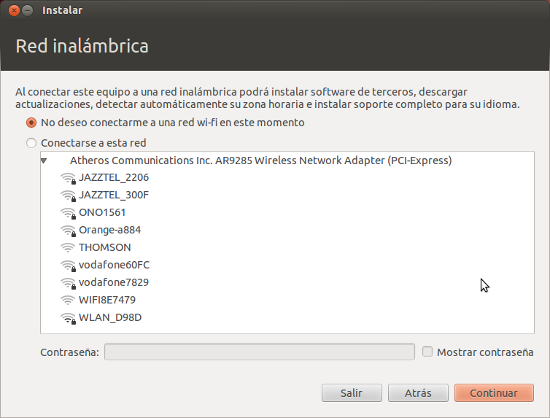 Instalar
Red inalámbrica
Al conectar este equipo a una red inalámbrica podrá instalar software de terceros, descargar
actualizaciones, detectar automáticamente su zona horaria e instalar soporte completo para su idioma.
No deseo conectarme a una red wi-fi en este momento
Conectarse a esta red
Atheros Communications Inc. AR9285 Wireless Network Adapter (PCI-Express)
JAZZTEL_2206
JAZZTEL_300F
ONO1561
Orange-a884
THOMSON
vodafone60FC
vodafone7829
WIFI8E7479
WLAN_D98D
Contraseña:
Mostrar contraseña
Salir
Atrás
Continuar